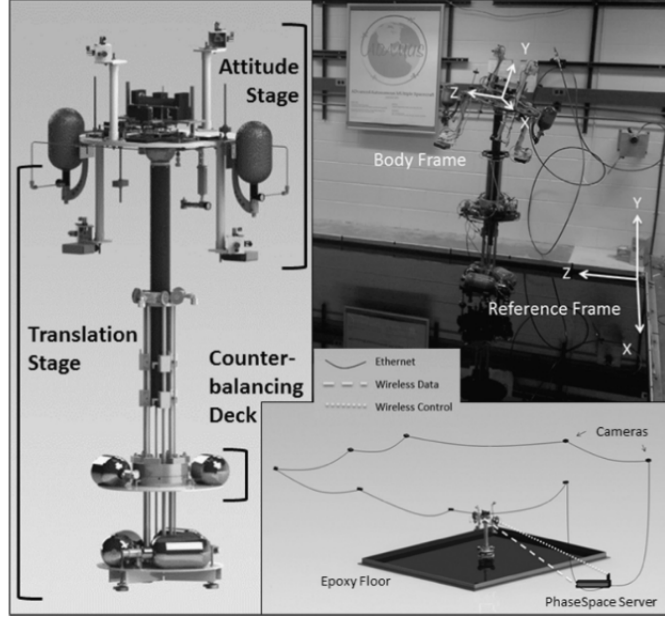 Attitude
Stage
Translation
Stage
Counter-
balancing
Deck
Y
Z
X
Body Frame
Y
Z
Reference Frame
X
Ethernet
Wireless Data
Wireless Control
Cameras
Epoxy Floor
PhaseSpace Server